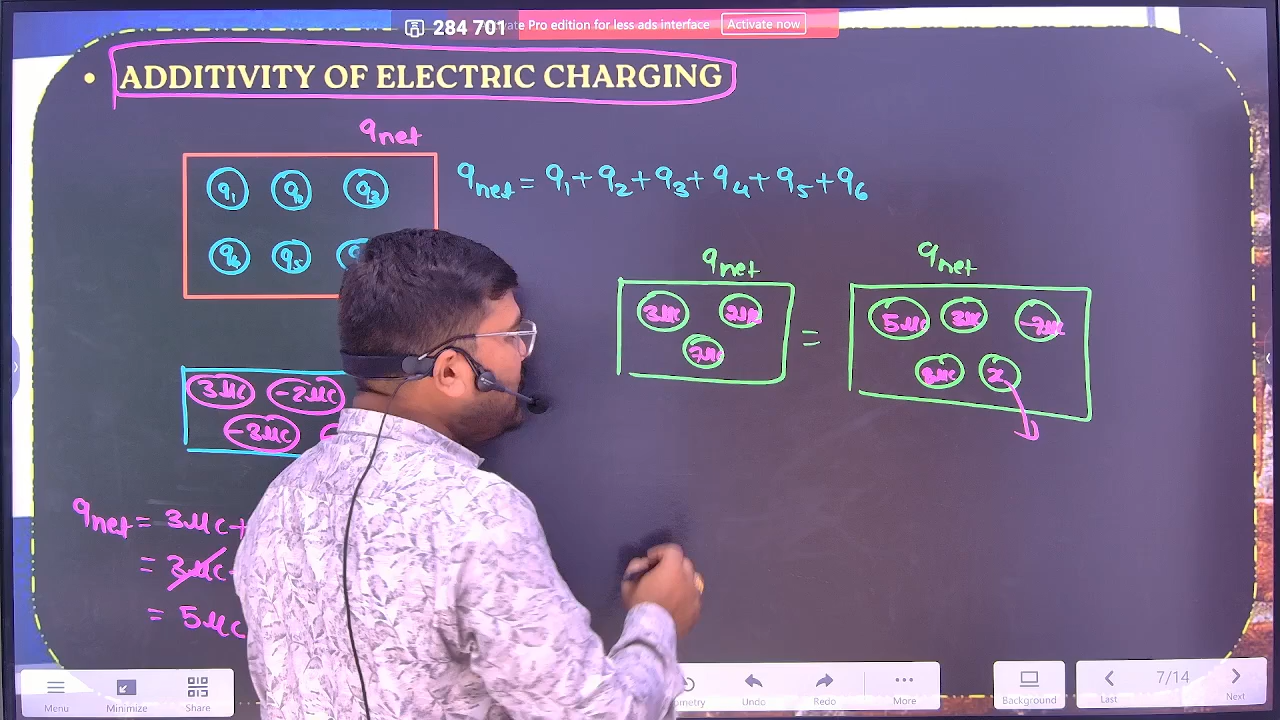 284 701
ate Pro edition for less ads interface Activate now
• ADDITIVITY OF ELECTRIC CHARGING
qnet
q1 q2 q3
qnet = q1 + q2 + q3 + q4 + q5 + q6
q4 q5
qnet
qnet
3μc 2μc
7μc
=
5μc 3μc -7μc
8μc x
3μc -2μc
-3μc
qnet = 3μc +
= 3μc
= 5μc
Menu Minimize Share
ometry Undo Redo More
Background
Last 7/14 Next